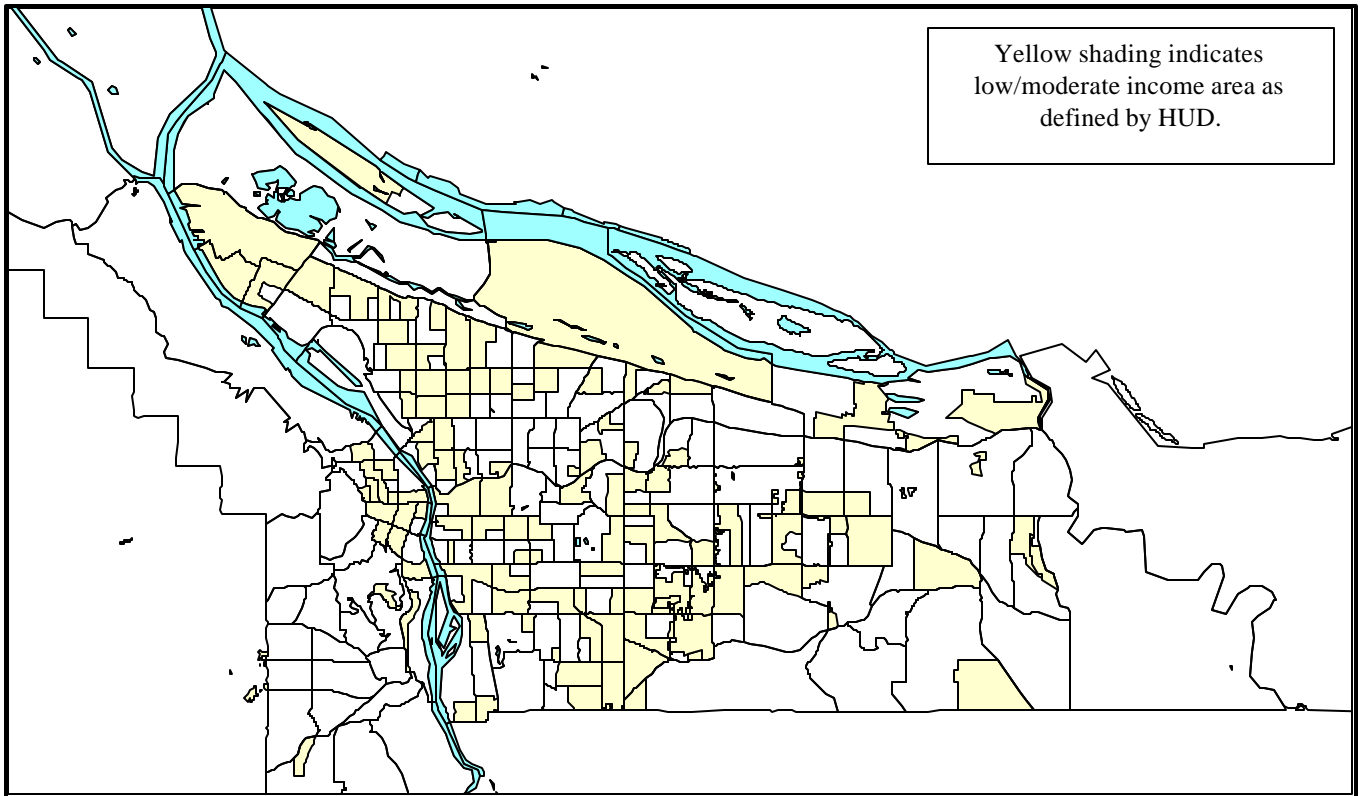 Yellow shading indicates
low/moderate income area as
defined by HUD.